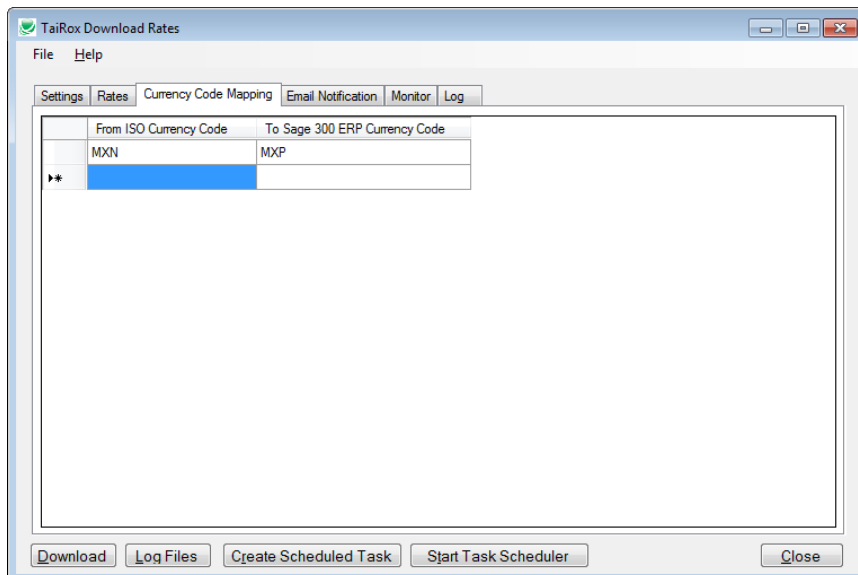 TaiRox Download Rates
File Help
Settings Rates Currency Code Mapping Email Notification Monitor Log
From ISO Currency Code To Sage 300 ERP Currency Code
MXN MXP
Download Log Files Create Scheduled Task Start Task Scheduler Close